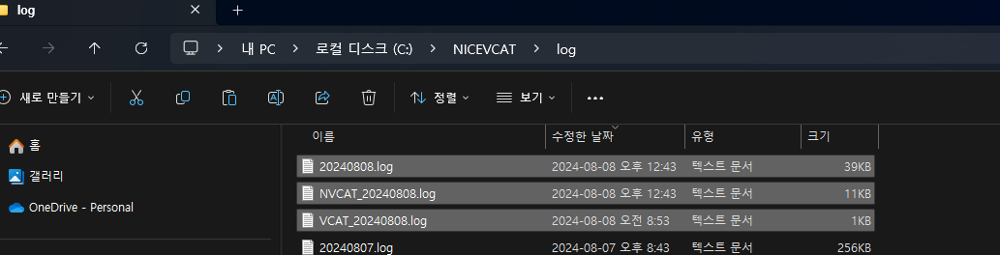 log
내 PC 로컬 디스크 (C:) NICEVCAT log
새로 만들기 정렬 보기
이름 수정한 날짜 유형 크기
홈
갤러리
OneDrive - Personal
20240808.log 2024-08-08 오후 12:43 텍스트 문서 39KB
NVCAT_20240808.log 2024-08-08 오후 12:43 텍스트 문서 11KB
VCAT_20240808.log 2024-08-08 오전 8:53 텍스트 문서 1KB
20240807.log 2024-08-07 오후 8:43 텍스트 문서 256KB